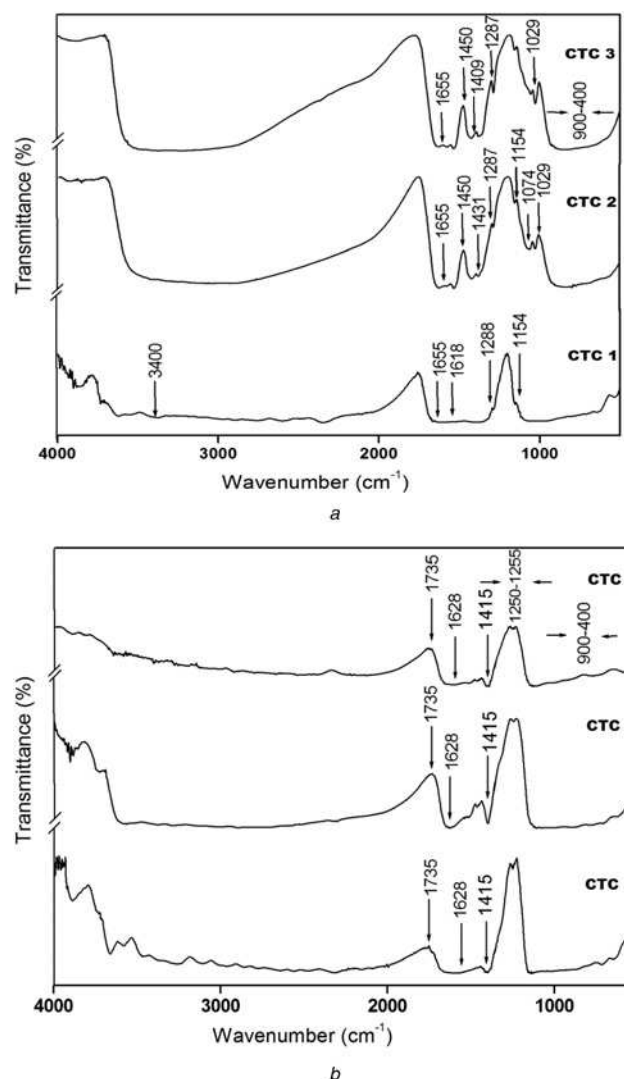 CTC 3
1655
1450
1409
1287
1029
900-400
CTC 2
1655
1450
1431
1287
1154
1074
1029
CTC 1
3400
1655
1618
1288
1154
Transmittance (%)
4000 3000 2000 1000
Wavenumber (cm⁻¹)
a
CTC
1735
1628
1415
1250-1255
900-400
CTC
1735
1628
1415
CTC
1735
1628
1415
Transmittance (%)
4000 3000 2000 1000
Wavenumber (cm⁻¹)
b